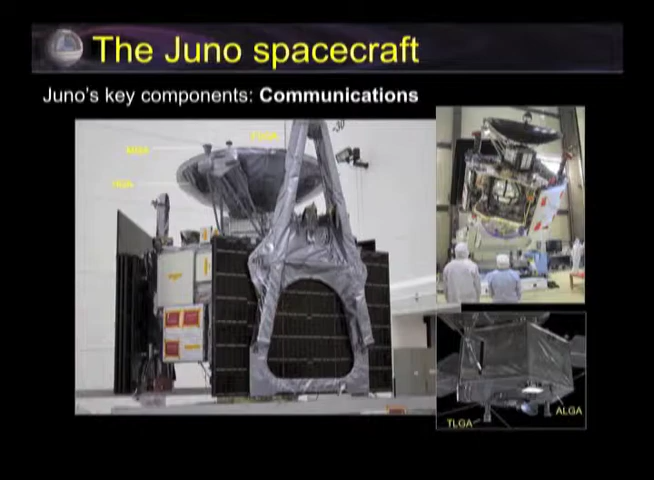 The Juno spacecraft
Juno's key components: Communications
TLGA
ALGA